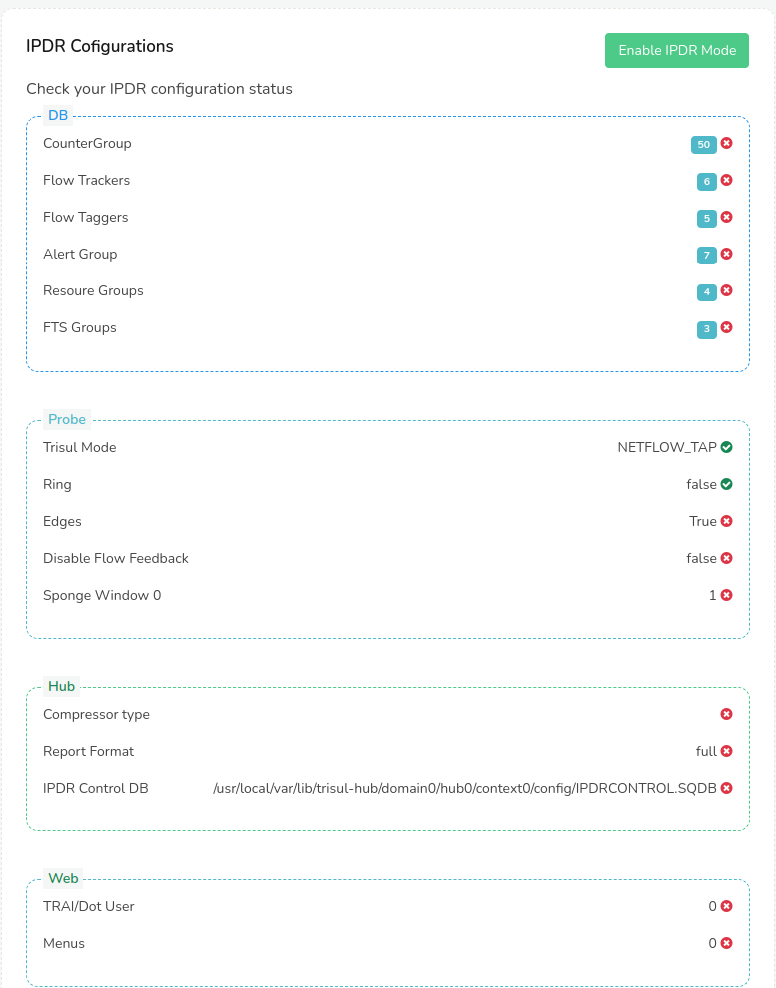 IPDR Cofigurations
Enable IPDR Mode
Check your IPDR configuration status
DB
CounterGroup 50
Flow Trackers 6
Flow Taggers 5
Alert Group 7
Resoure Groups 4
FTS Groups 3
Probe
Trisul Mode NETFLOW_TAP
Ring false
Edges True
Disable Flow Feedback false
Sponge Window 0 1
Hub
Compressor type
Report Format full
IPDR Control DB /usr/local/var/lib/trisul-hub/domain0/hub0/context0/config/IPDRCONTROL.SQDB
Web
TRAI/Dot User 0
Menus 0